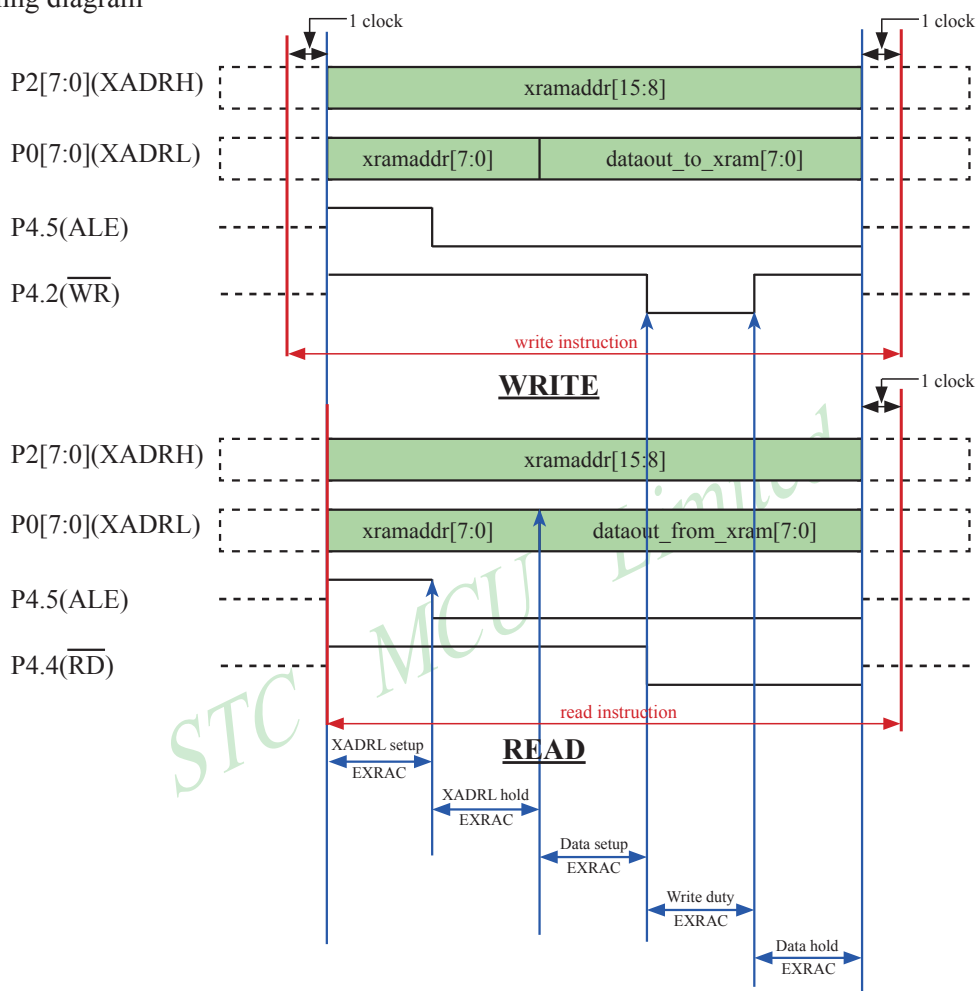 ing diagram
1 clock
1 clock
P2[7:0](XADRH)
xramaddr[15:8]
P0[7:0](XADRL)
xramaddr[7:0]
dataout_to_xram[7:0]
P4.5(ALE)
P4.2(W̅R̅)
write instruction
WRITE
1 clock
P2[7:0](XADRH)
xramaddr[15:8]
P0[7:0](XADRL)
xramaddr[7:0]
dataout_from_xram[7:0]
P4.5(ALE)
P4.4(R̅D̅)
read instruction
READ
STC MCU Limited
XADRL setup
EXRAC
XADRL hold
EXRAC
Data setup
EXRAC
Write duty
EXRAC
Data hold
EXRAC